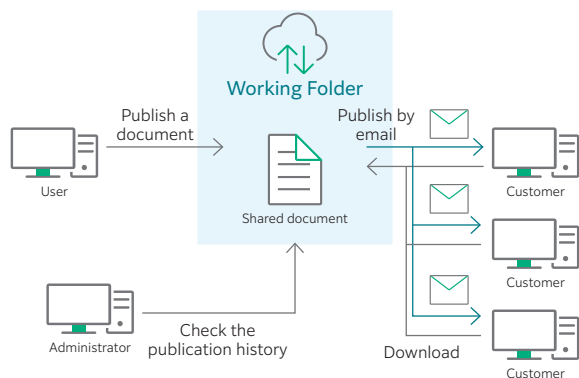 Working Folder
Publish a
document
Publish by
email
User
Shared document
Customer
Customer
Administrator
Check the
publication history
Download
Customer